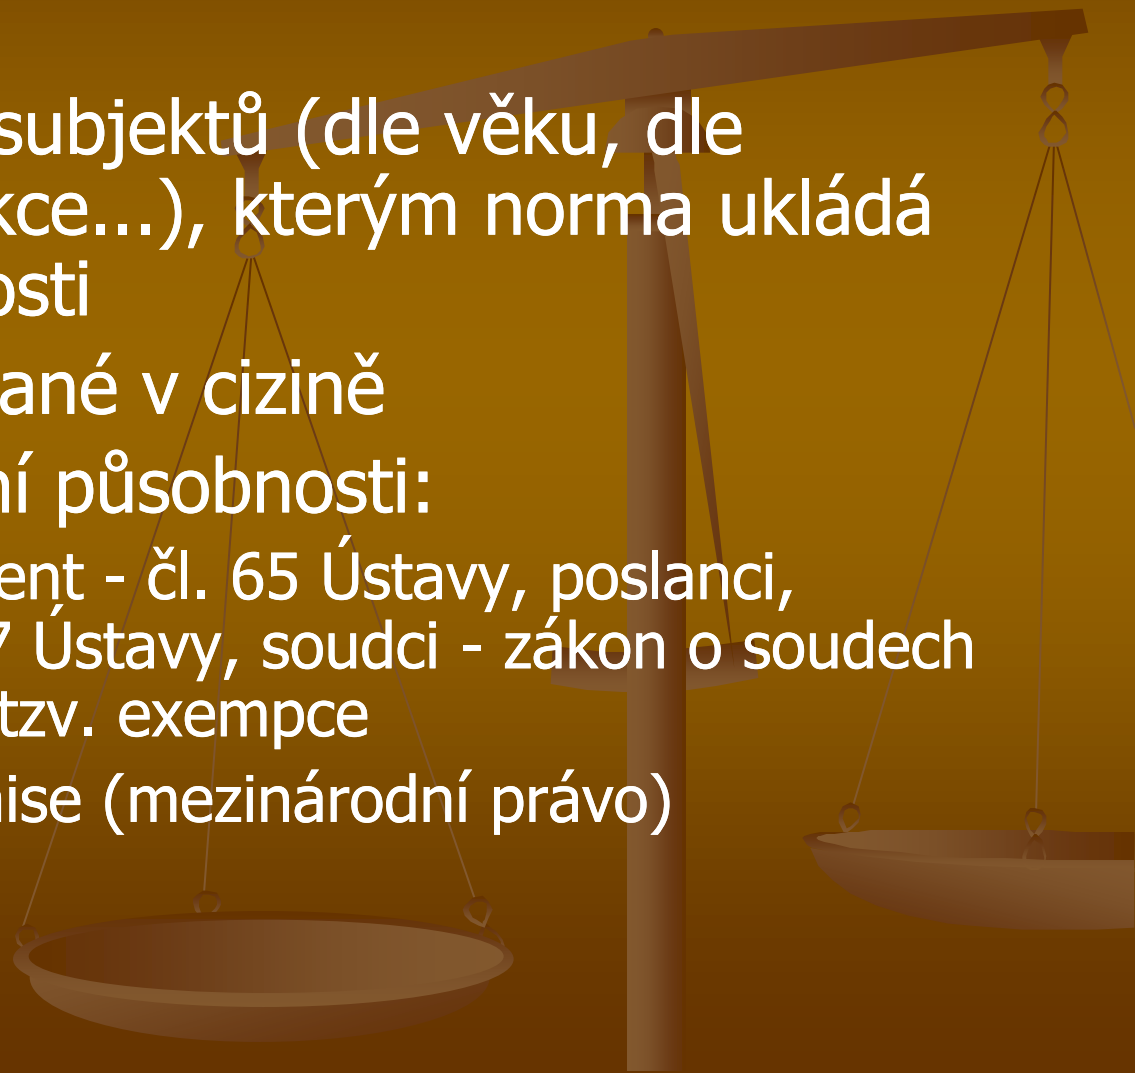 subjektů (dle věku, dle
kce...), kterým norma ukládá
osti
ané v cizině
ní působnosti:
ent - čl. 65 Ústavy, poslanci,
7 Ústavy, soudci - zákon o soudech
tzv. exempce
ise (mezinárodní právo)